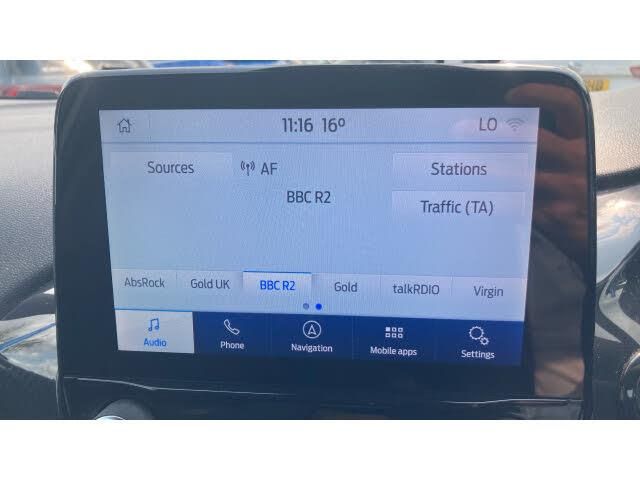 11:16 16º LO
Sources AF Stations
BBC R2
Traffic (TA)
AbsRock Gold UK BBC R2 Gold talkRDIO Virgin
Audio Phone Navigation Mobile apps Settings